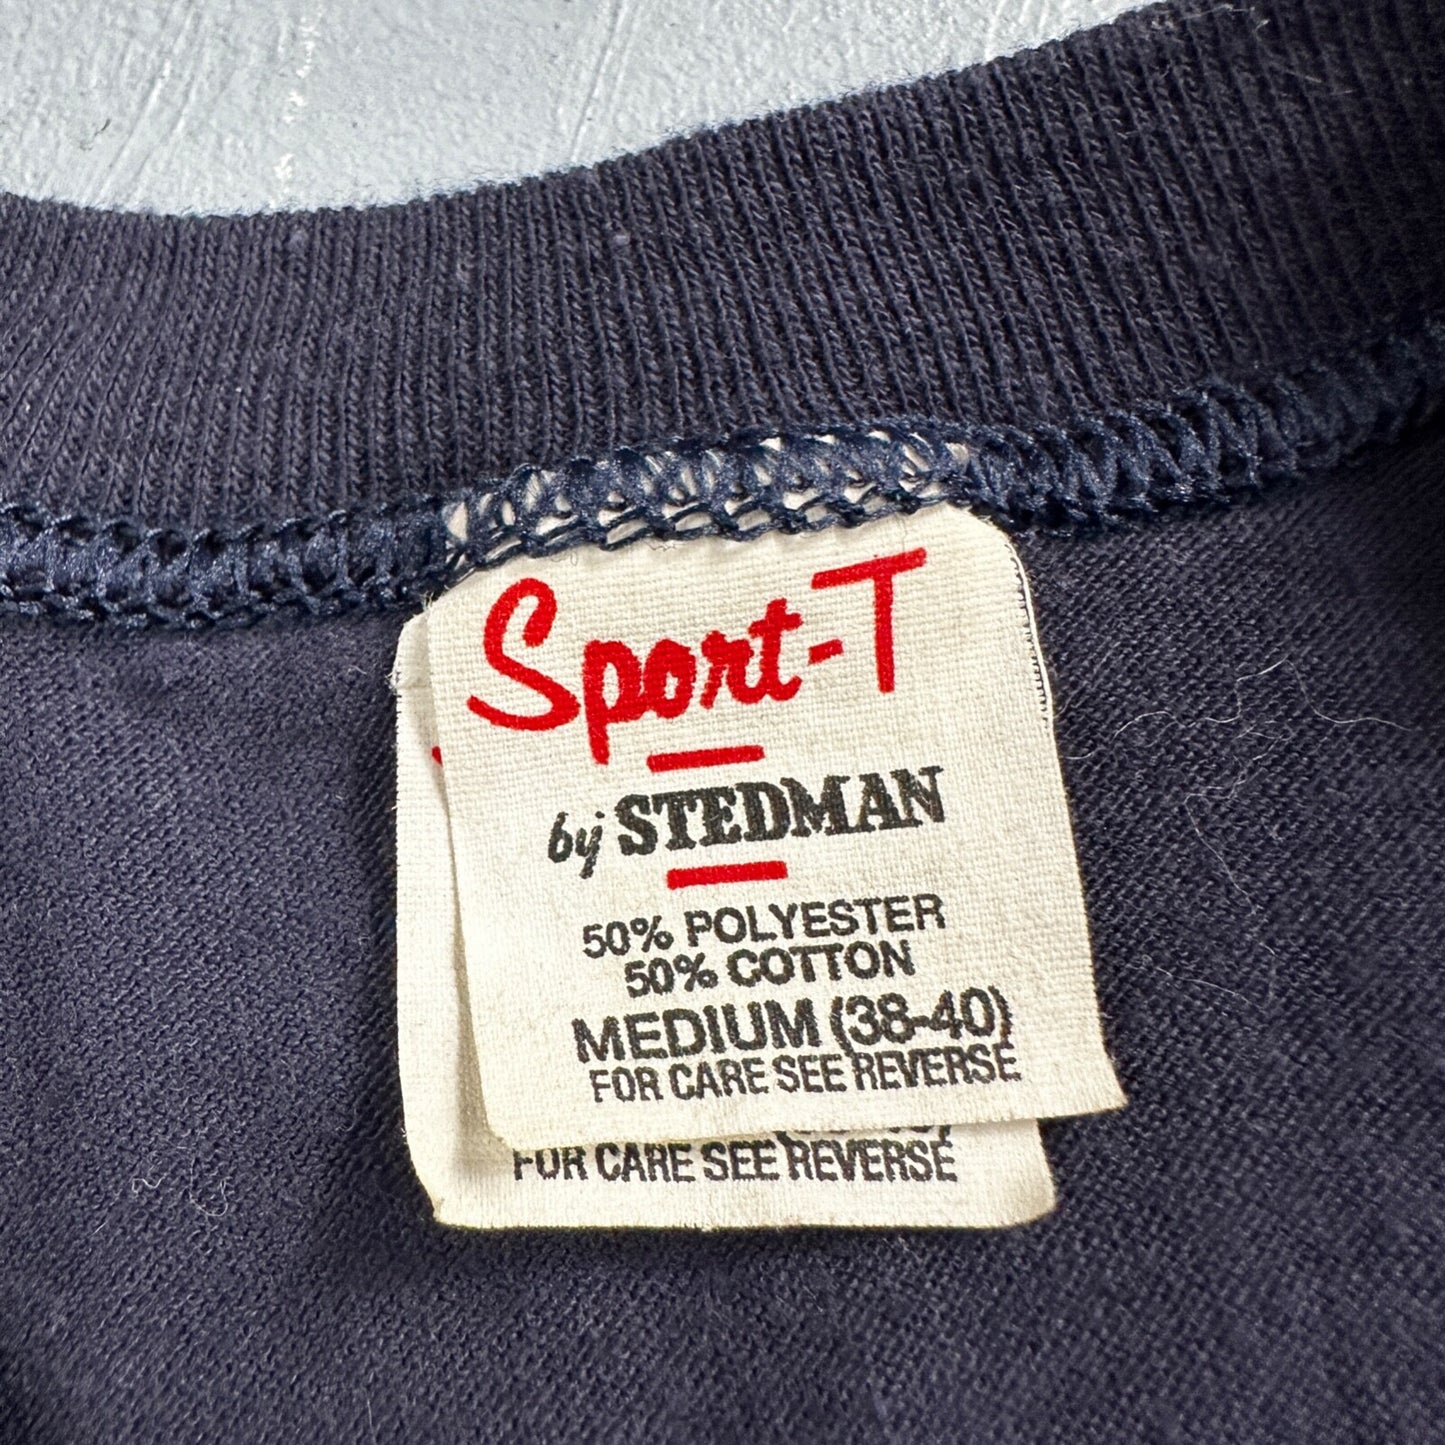 Sport-T
by STEDMAN
50% POLYESTER
50% COTTON
MEDIUM (38-40)
FOR CARE SEE REVERSE
FOR CARE SEE REVERSE